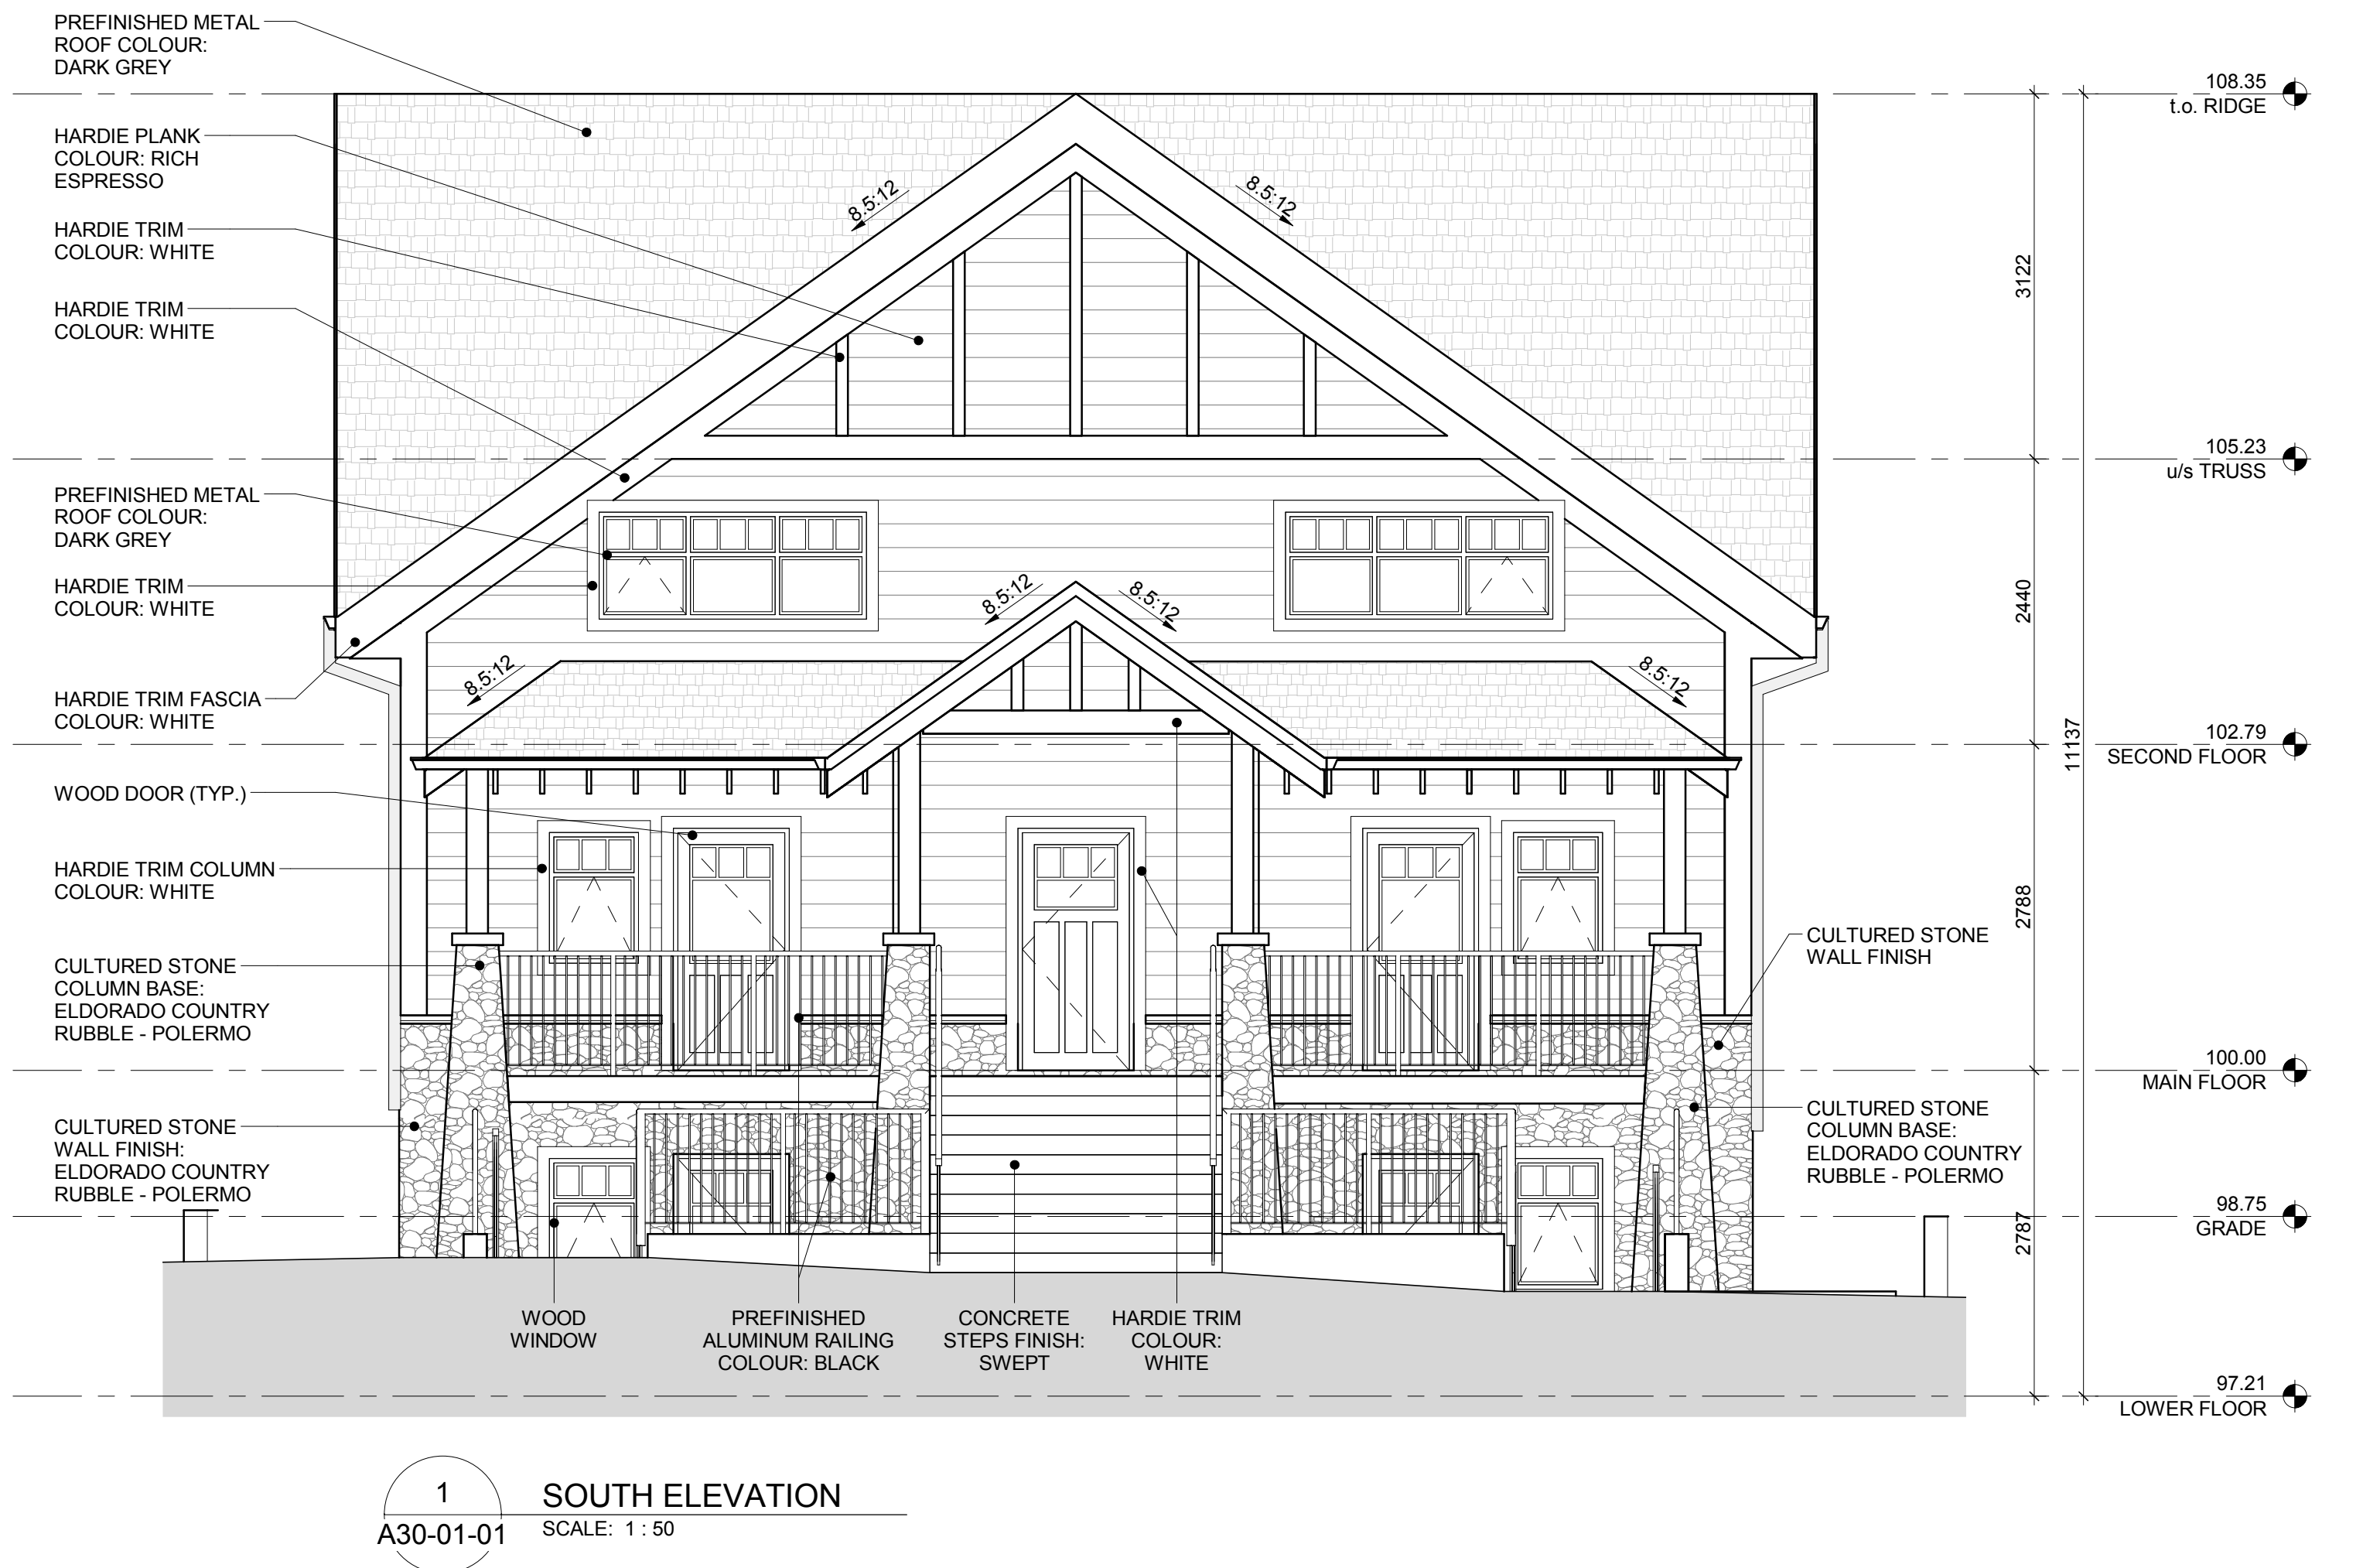 PREFINISHED METAL
ROOF COLOUR:
DARK GREY
HARDIE PLANK
COLOUR: RICH
ESPRESSO
HARDIE TRIM
COLOUR: WHITE
HARDIE TRIM
COLOUR: WHITE
PREFINISHED METAL
ROOF COLOUR:
DARK GREY
HARDIE TRIM
COLOUR: WHITE
HARDIE TRIM FASCIA
COLOUR: WHITE
WOOD DOOR (TYP.)
HARDIE TRIM COLUMN
COLOUR: WHITE
CULTURED STONE
COLUMN BASE:
ELDORADO COUNTRY
RUBBLE - POLERMO
CULTURED STONE
WALL FINISH:
ELDORADO COUNTRY
RUBBLE - POLERMO
8.5:12
8.5:12
8.5:12
8.5:12
8.5:12
8.5:12
WOOD
WINDOW
PREFINISHED
ALUMINUM RAILING
COLOUR: BLACK
CONCRETE
STEPS FINISH:
SWEPT
HARDIE TRIM
COLOUR:
WHITE
CULTURED STONE
WALL FINISH
CULTURED STONE
COLUMN BASE:
ELDORADO COUNTRY
RUBBLE - POLERMO
3122
2440
2788
2787
11137
108.35
t.o. RIDGE
105.23
u/s TRUSS
102.79
SECOND FLOOR
100.00
MAIN FLOOR
98.75
GRADE
97.21
LOWER FLOOR
1
A30-01-01
SOUTH ELEVATION
SCALE: 1 : 50